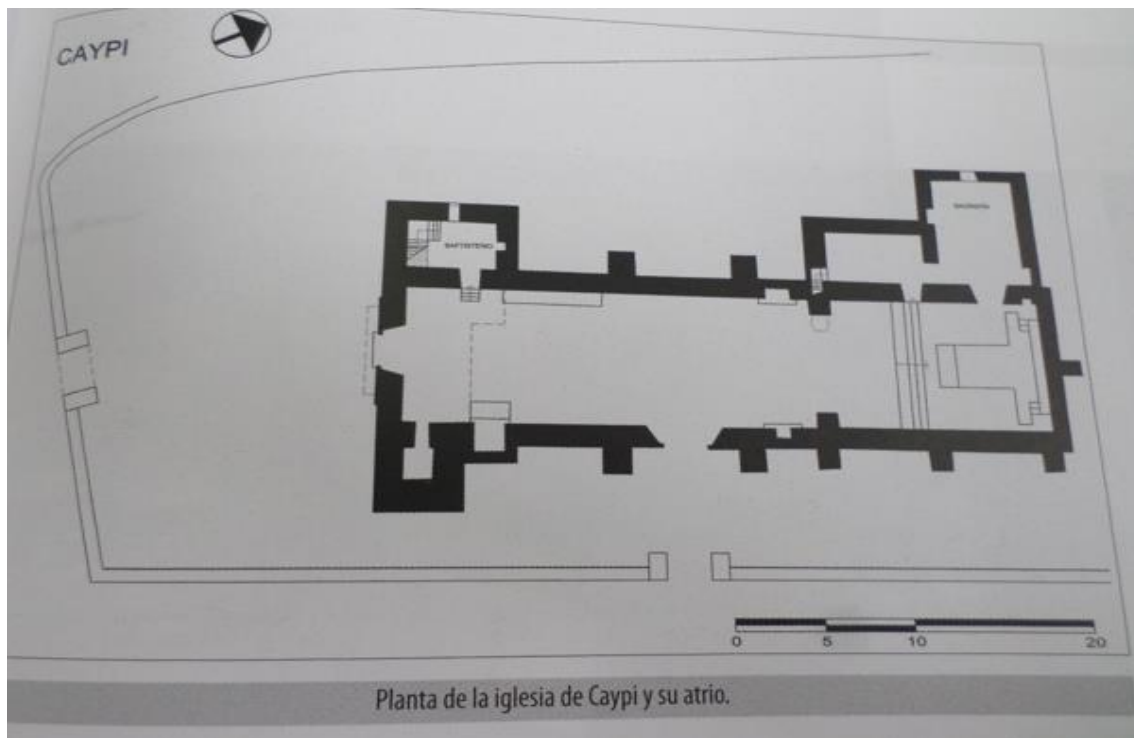 CAYPI
SACRISTÍA
BAPTISTERIO
0 5 10 20
Planta de la iglesia de Caypi y su atrio.